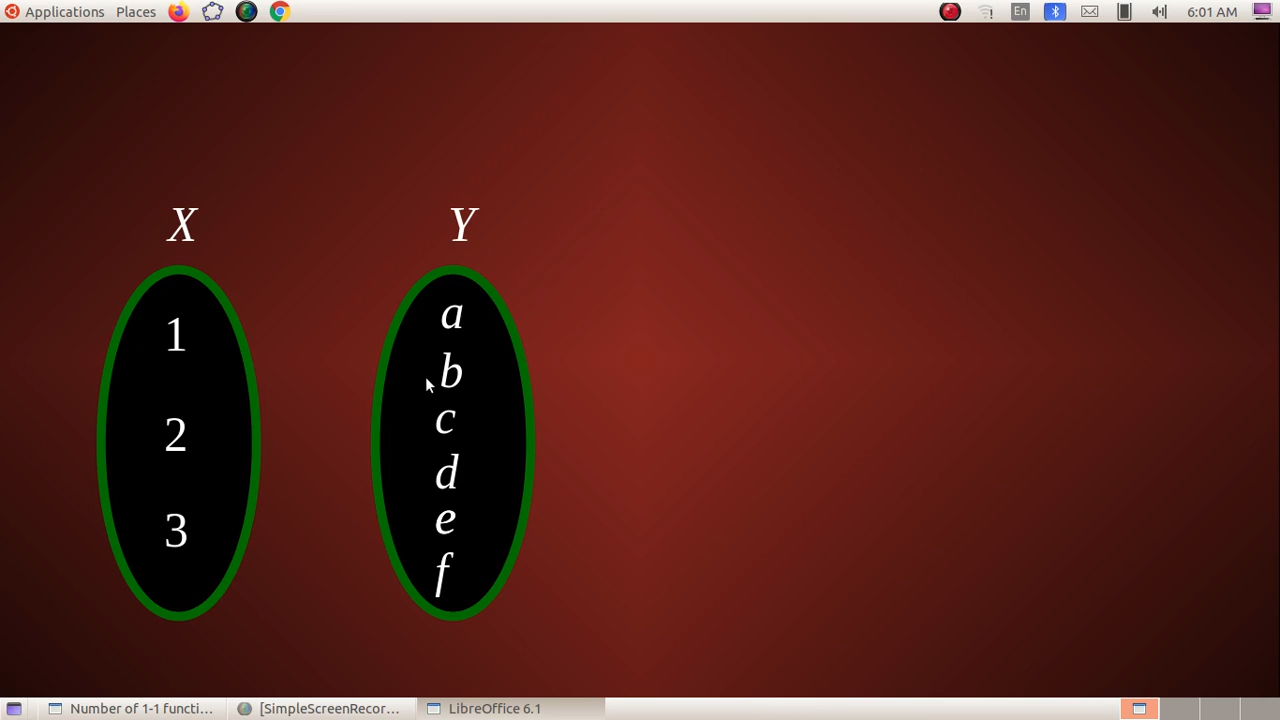 Applications Places En 6:01 AM
X Y
1
2
3
a
b
c
d
e
f
Number of 1-1 functi... [SimpleScreenRecor... LibreOffice 6.1